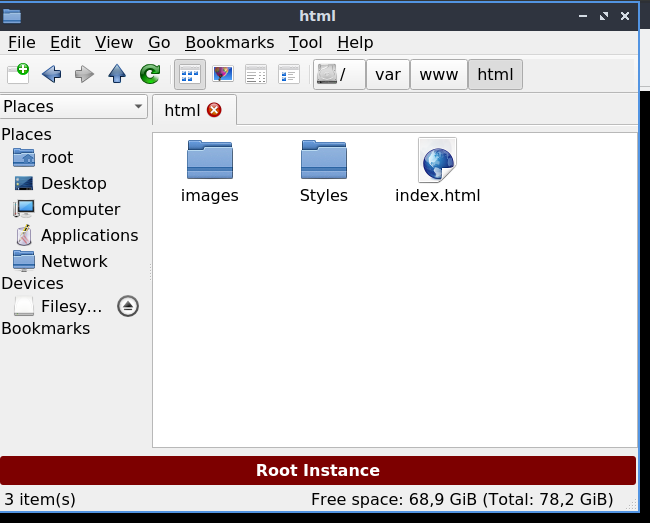 html
File Edit View Go Bookmarks Tool Help
/ var www html
Places
html
Places
root
Desktop
Computer
Applications
Network
Devices
Filesy...
Bookmarks
images Styles index.html
Root Instance
3 item(s) Free space: 68,9 GiB (Total: 78,2 GiB)